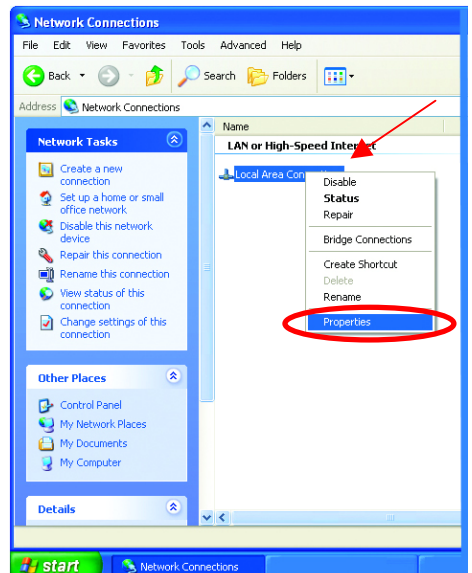 Network Connections
File Edit View Favorites Tools Advanced Help
Back Search Folders
Address Network Connections
Name
LAN or High-Speed Internet
Local Area Con
Network Tasks
Create a new
connection
Set up a home or small
office network
Disable this network
device
Repair this connection
Rename this connection
View status of this
connection
Change settings of this
connection
Other Places
Control Panel
My Network Places
My Documents
My Computer
Details
Disable
Status
Repair
Bridge Connections
Create Shortcut
Delete
Rename
Properties
start Network Connections